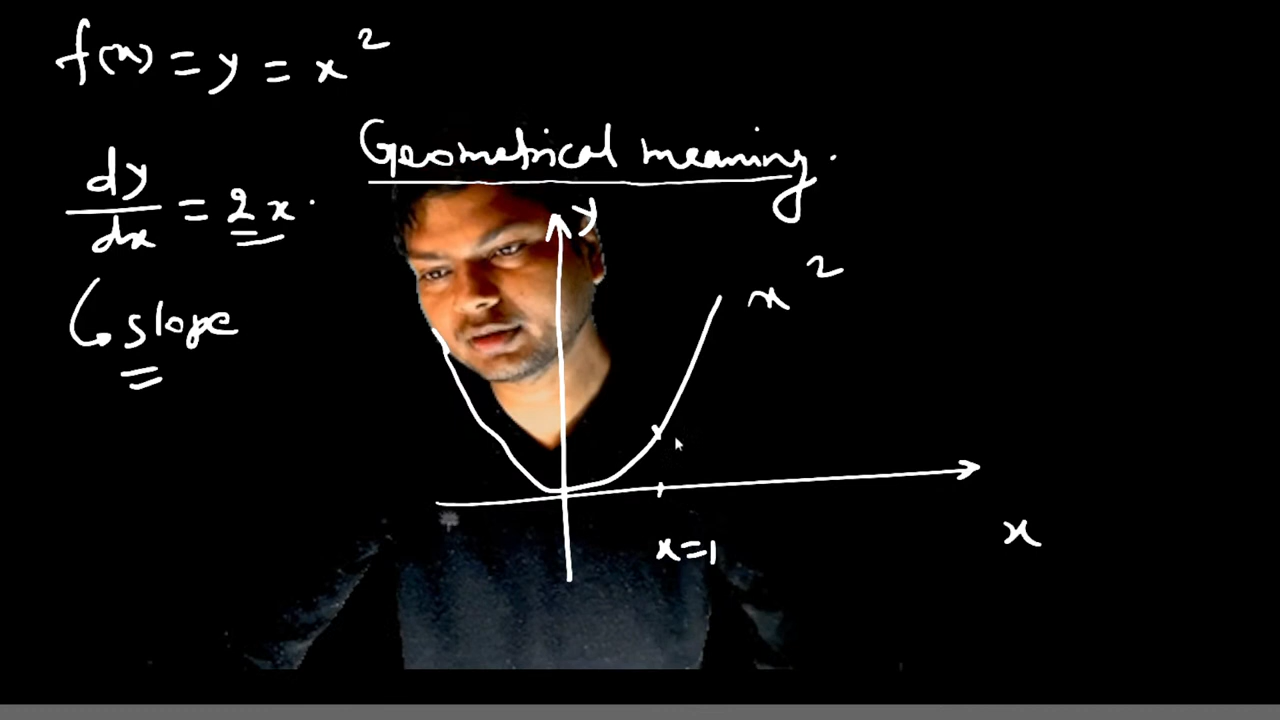 f(x) = y = x²
Geometrical meaning.
dy/dx = 2x.
↳ slope
y
x²
x=1
x